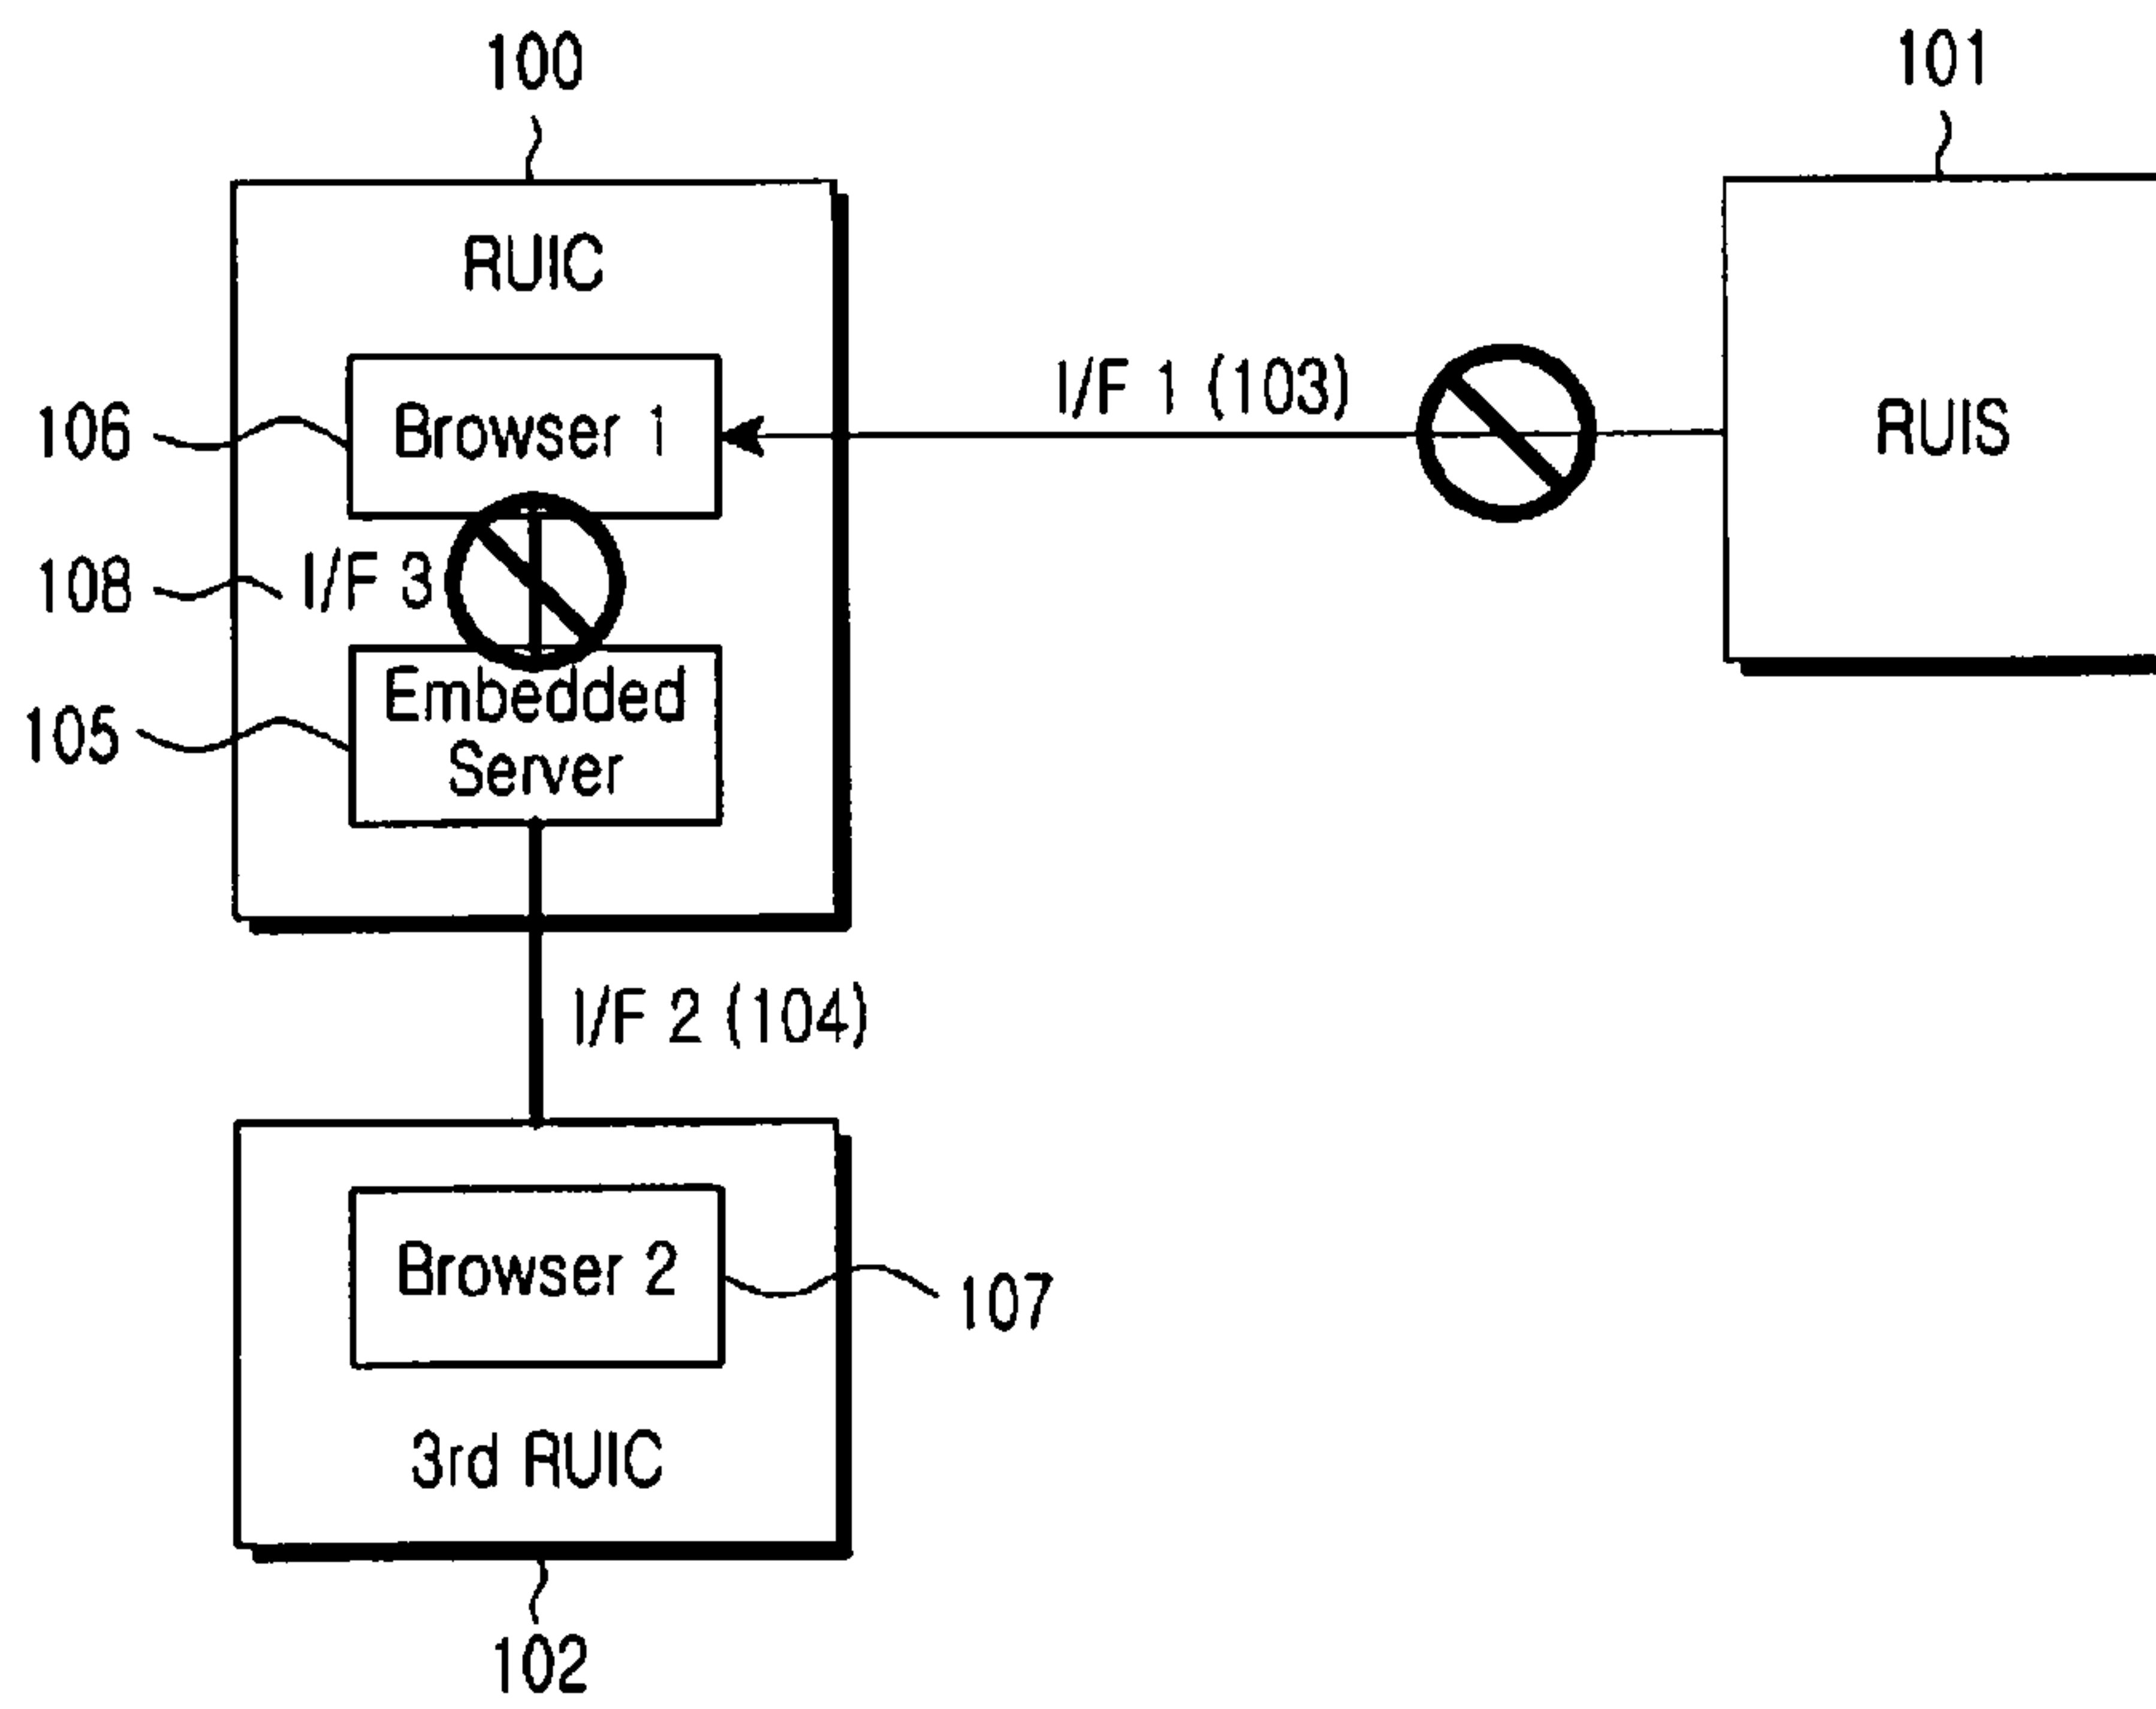 100
101
RUIC
I/F 1 (103)
106
Browser 1
RUIS
108
I/F 3
105
Embedded
Server
I/F 2 (104)
Browser 2
107
3rd RUIC
102